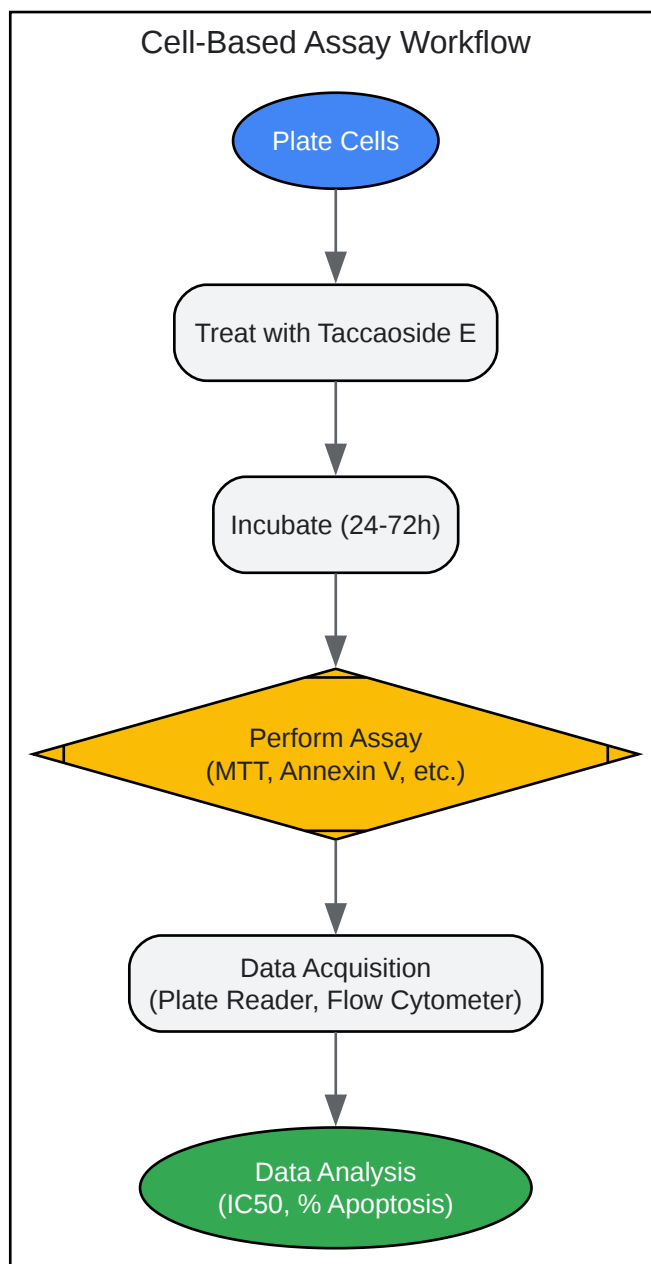 Cell-Based Assay Workflow
Plate Cells
Treat with Taccaoside E
Incubate (24-72h)
Perform Assay
(MTT, Annexin V, etc.)
Data Acquisition
(Plate Reader, Flow Cytometer)
Data Analysis
(IC50, % Apoptosis)